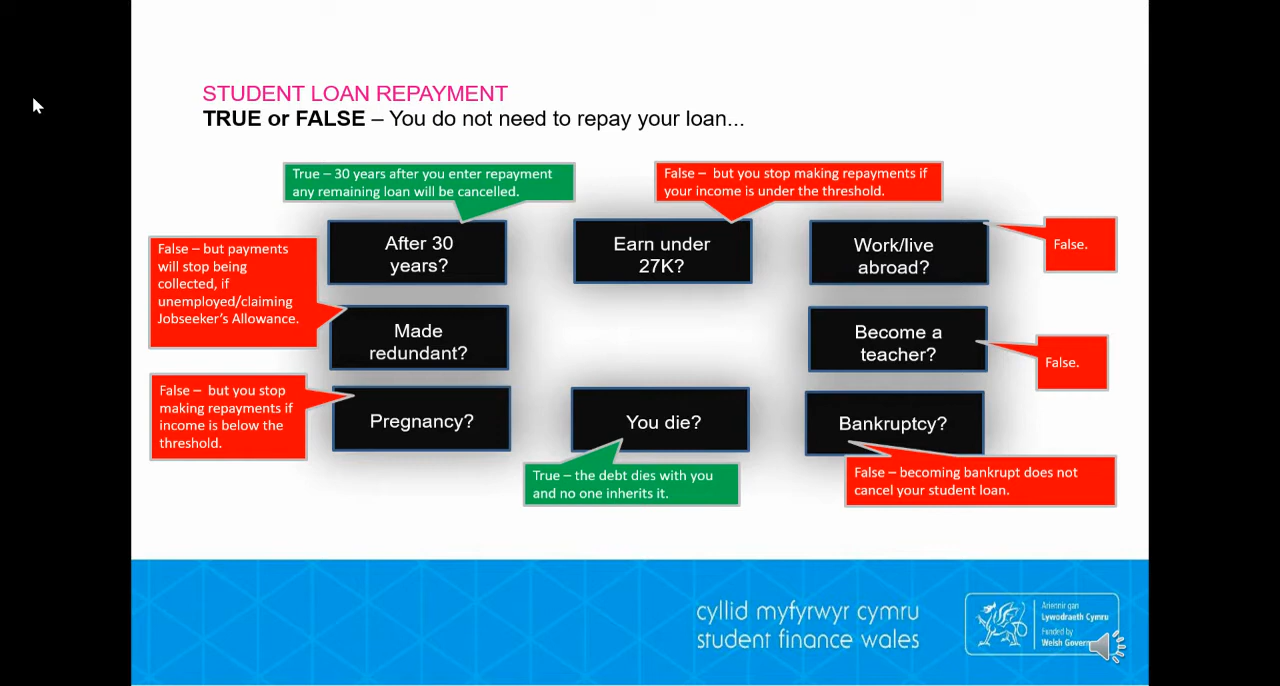 STUDENT LOAN REPAYMENT
TRUE or FALSE – You do not need to repay your loan...
True – 30 years after you enter repayment
any remaining loan will be cancelled.
After 30
years?
False –  but you stop making repayments if
your income is under the threshold.
Earn under
27K?
Work/live
abroad?
False.
False – but payments
will stop being
collected, if
unemployed/claiming
Jobseeker's Allowance.
Made
redundant?
Become a
teacher?
False.
False –  but you stop
making repayments if
income is below the
threshold.
Pregnancy?
You die?
True – the debt dies with you
and no one inherits it.
Bankruptcy?
False – becoming bankrupt does not
cancel your student loan.
cyllid myfyrwyr cymru
student finance wales
Ariennir gan
Lywodraeth Cymru
Funded by
Welsh